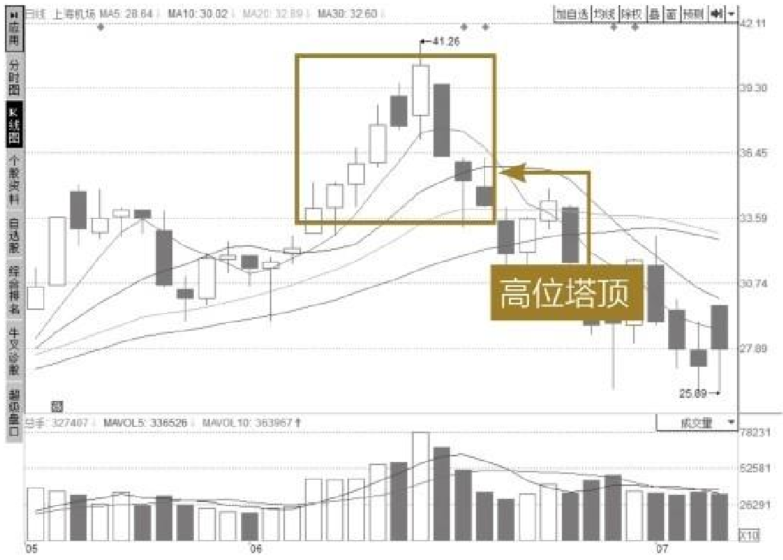 日线 上海机场 MA5: 28.64↓ MA10: 30.02↓ MA20: 32.89↓ MA30: 32.60↓
加自选 均线 除权 叠 画 预测
应用
分时图
K线图
个股资料
自选股
综合排名
牛叉诊股
超级盘口
42.11
39.30
36.45
33.59
30.74
27.89
←41.26
高位塔顶
25.09→
总手: 327407↓ MAVOL5: 336526↓ MAVOL10: 363967↑
成交量
78231
52581
26291
X10
05
06
07